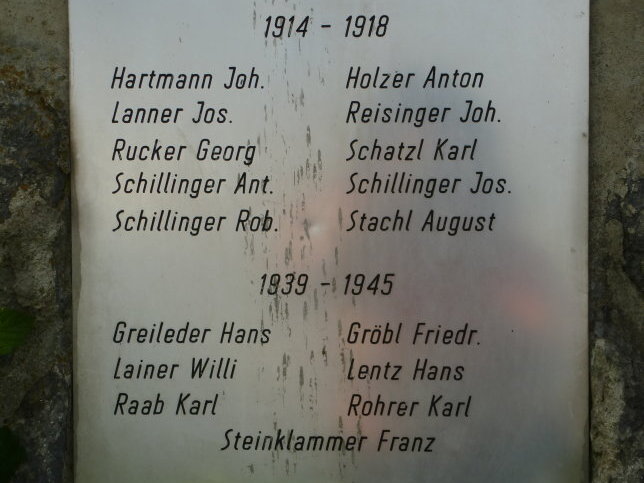 1914 - 1918
Hartmann Joh. Holzer Anton
Lanner Jos. Reisinger Joh.
Rucker Georg Schatzl Karl
Schillinger Ant. Schillinger Jos.
Schillinger Rob. Stachl August
1939 - 1945
Greileder Hans Gröbl Friedr.
Lainer Willi Lentz Hans
Raab Karl Rohrer Karl
Steinklammer Franz